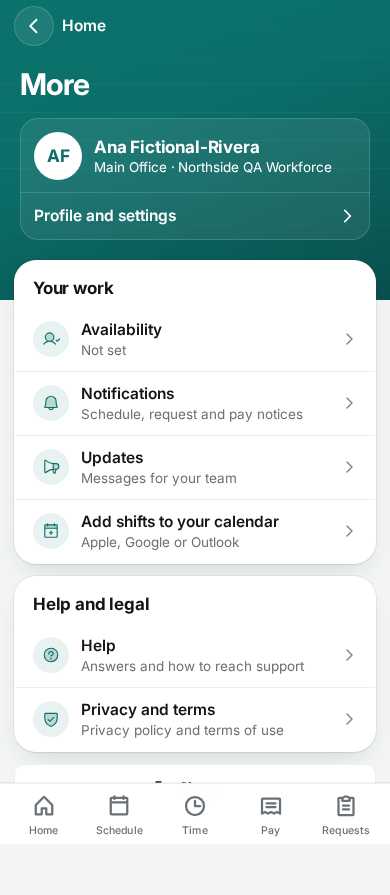 Home
More
AF
Ana Fictional-Rivera
Main Office · Northside QA Workforce
Profile and settings
Your work
Availability
Not set
Notifications
Schedule, request and pay notices
Updates
Messages for your team
Add shifts to your calendar
Apple, Google or Outlook
Help and legal
Help
Answers and how to reach support
Privacy and terms
Privacy policy and terms of use
Home
Schedule
Time
Pay
Requests